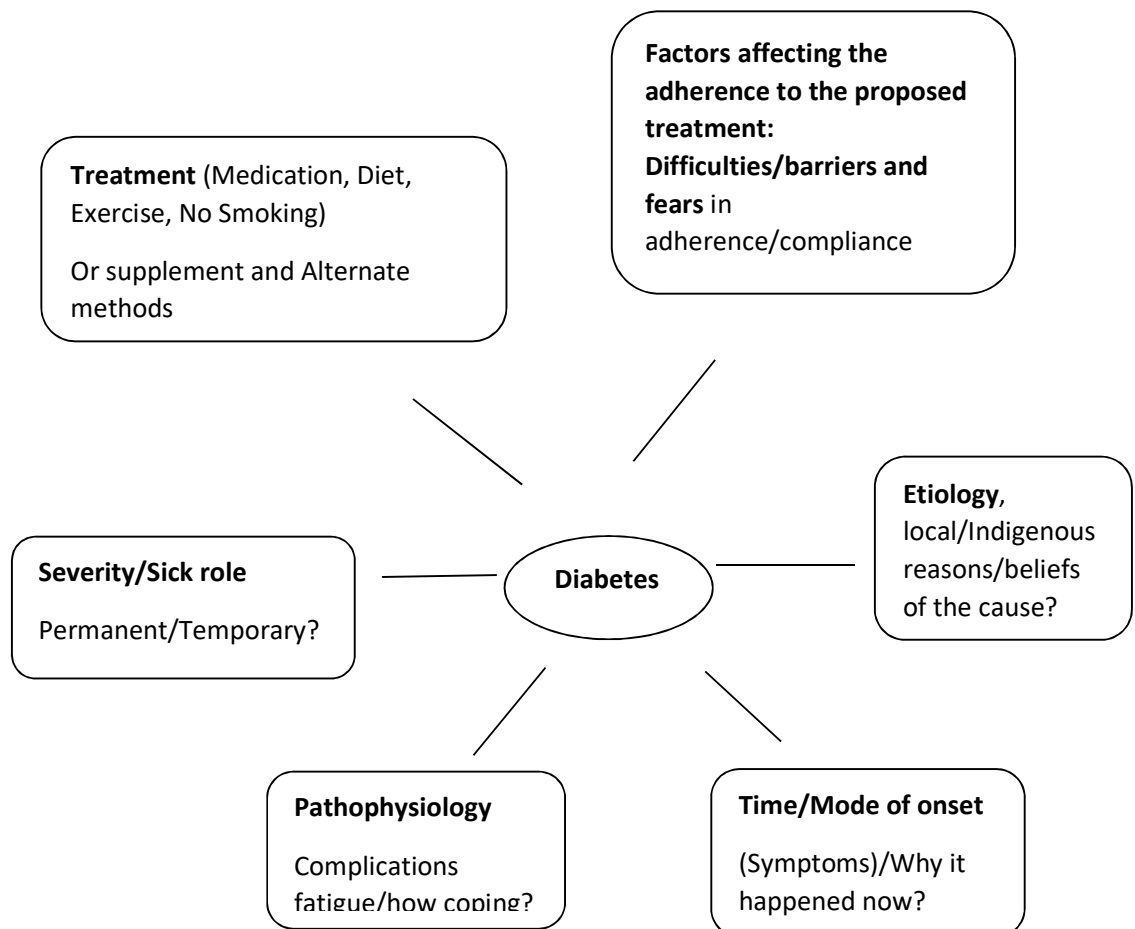 Factors affecting the
adherence to the proposed
treatment:
Difficulties/barriers and
fears in
adherence/compliance
Treatment (Medication, Diet,
Exercise, No Smoking)
Or supplement and Alternate
methods
Etiology,
local/Indigenous
reasons/beliefs
of the cause?
Severity/Sick role
Permanent/Temporary?
Diabetes
Pathophysiology
Complications
fatigue/how coping?
Time/Mode of onset
(Symptoms)/Why it
happened now?